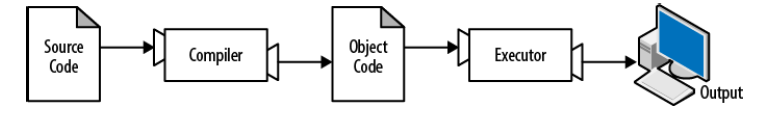 Source
Code
Compiler
Object
Code
Executor
Output